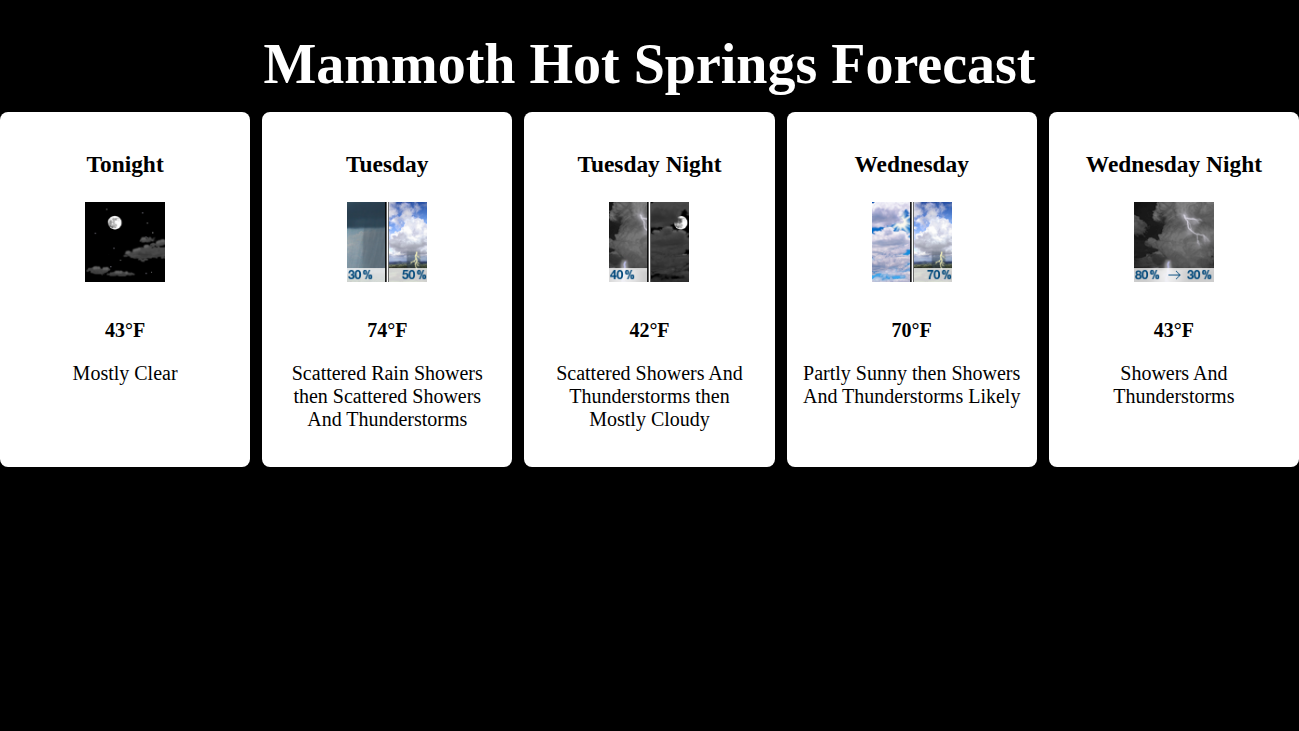 Mammoth Hot Springs Forecast
Tonight
43°F
Mostly Clear
Tuesday
30% 50%
74°F
Scattered Rain Showers
then Scattered Showers
And Thunderstorms
Tuesday Night
40%
42°F
Scattered Showers And
Thunderstorms then
Mostly Cloudy
Wednesday
70%
70°F
Partly Sunny then Showers
And Thunderstorms Likely
Wednesday Night
80% → 30%
43°F
Showers And
Thunderstorms